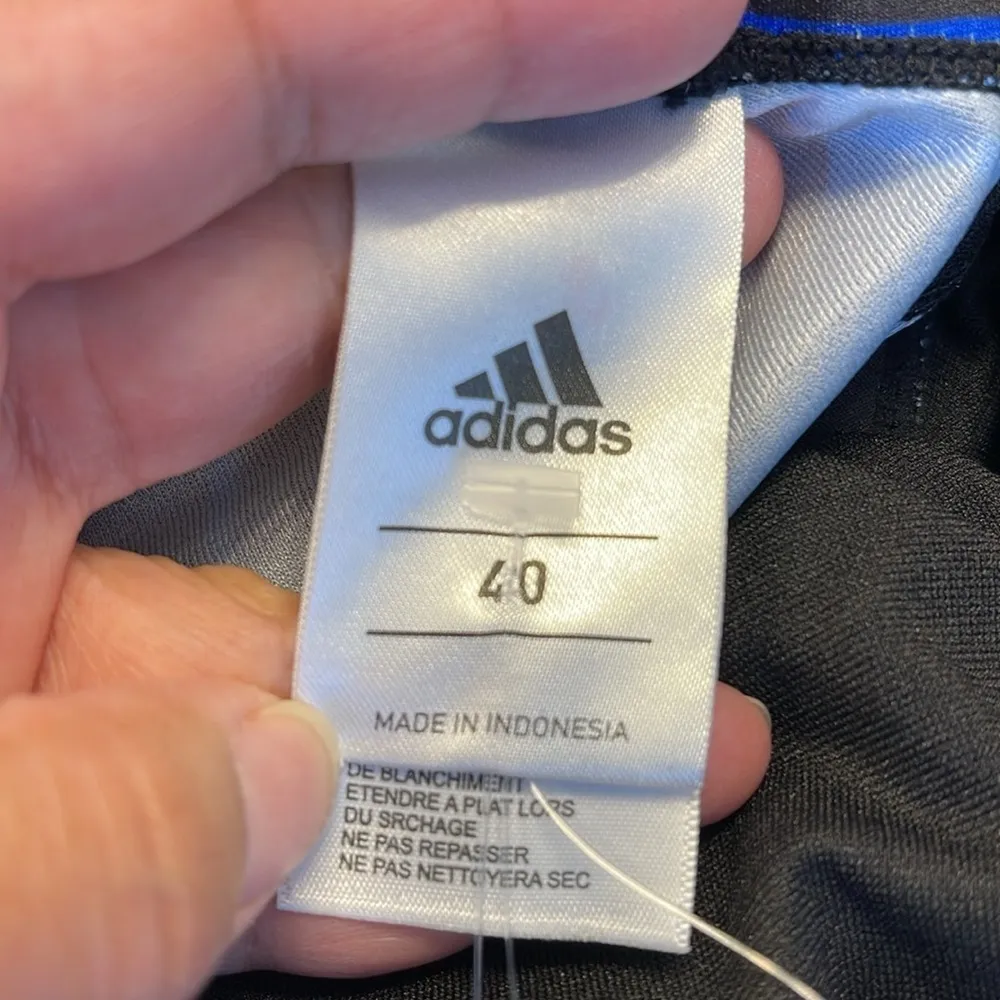 adidas
40
MADE IN INDONESIA
DE BLANCHIMENT
ETENDRE A PLAT LORS
DU SRCHAGE
NE PAS REPASSER
NE PAS NETTOYERA SEC